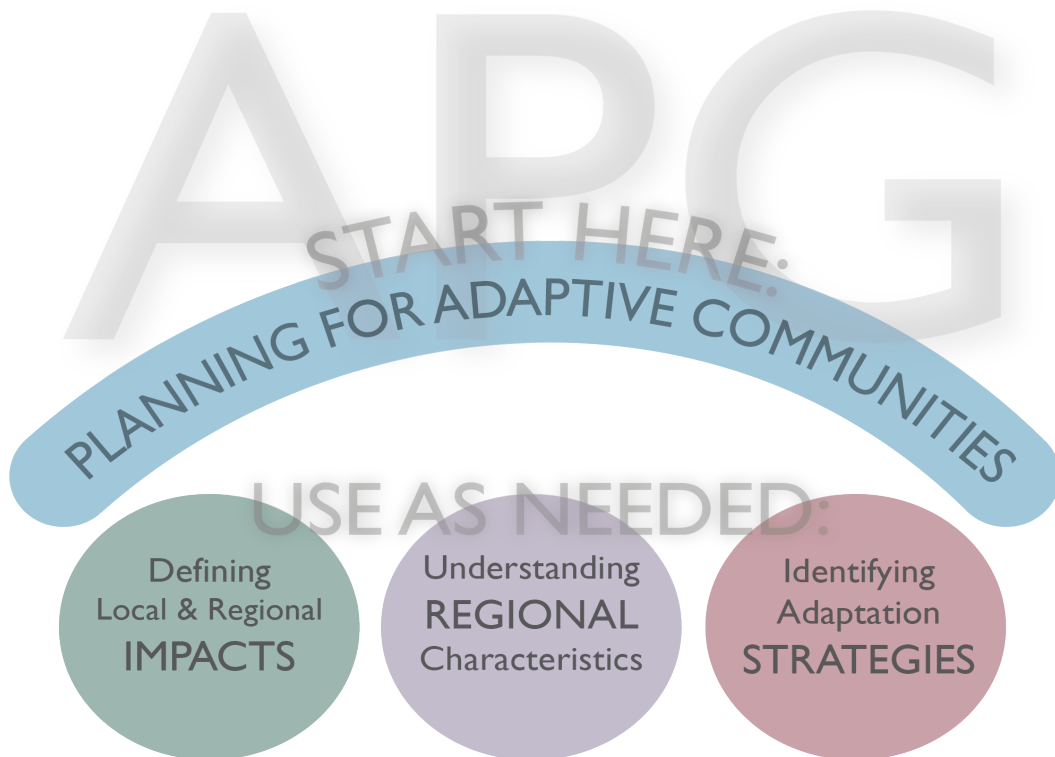 APG
START HERE:
PLANNING FOR ADAPTIVE COMMUNITIES
USE AS NEEDED:
Defining
Local & Regional
IMPACTS
Understanding
REGIONAL
Characteristics
Identifying
Adaptation
STRATEGIES